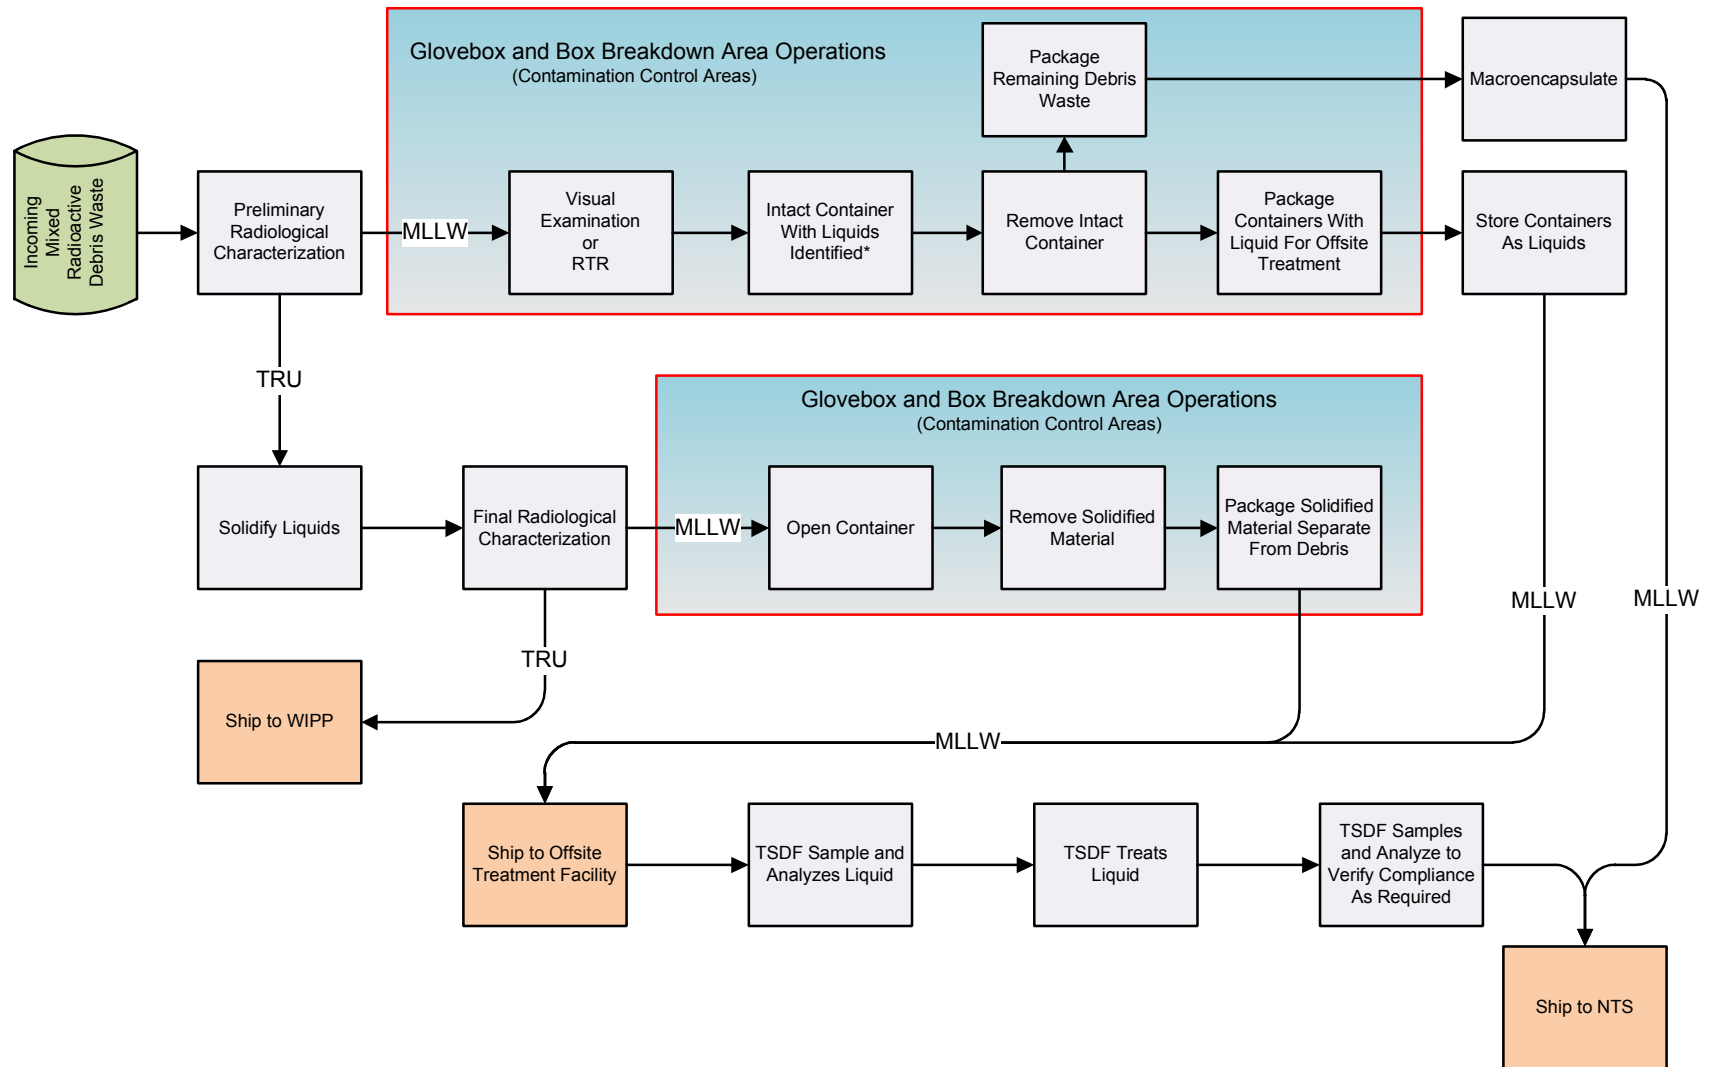 Glovebox and Box Breakdown Area Operations
(Contamination Control Areas)
Package
Remaining Debris
Waste
Macroencapsulate
Incoming
Mixed
Radioactive
Debris Waste
Preliminary
Radiological
Characterization
MLLW
Visual
Examination
or
RTR
Intact Container
With Liquids
Identified*
Remove Intact
Container
Package
Containers With
Liquid For Offsite
Treatment
Store Containers
As Liquids
TRU
Glovebox and Box Breakdown Area Operations
(Contamination Control Areas)
Solidify Liquids
Final Radiological
Characterization
MLLW
Open Container
Remove Solidified
Material
Package Solidified
Material Separate
From Debris
MLLW
MLLW
TRU
Ship to WIPP
MLLW
Ship to Offsite
Treatment Facility
TSDF Sample and
Analyzes Liquid
TSDF Treats
Liquid
TSDF Samples
and Analyze to
Verify Compliance
As Required
Ship to NTS